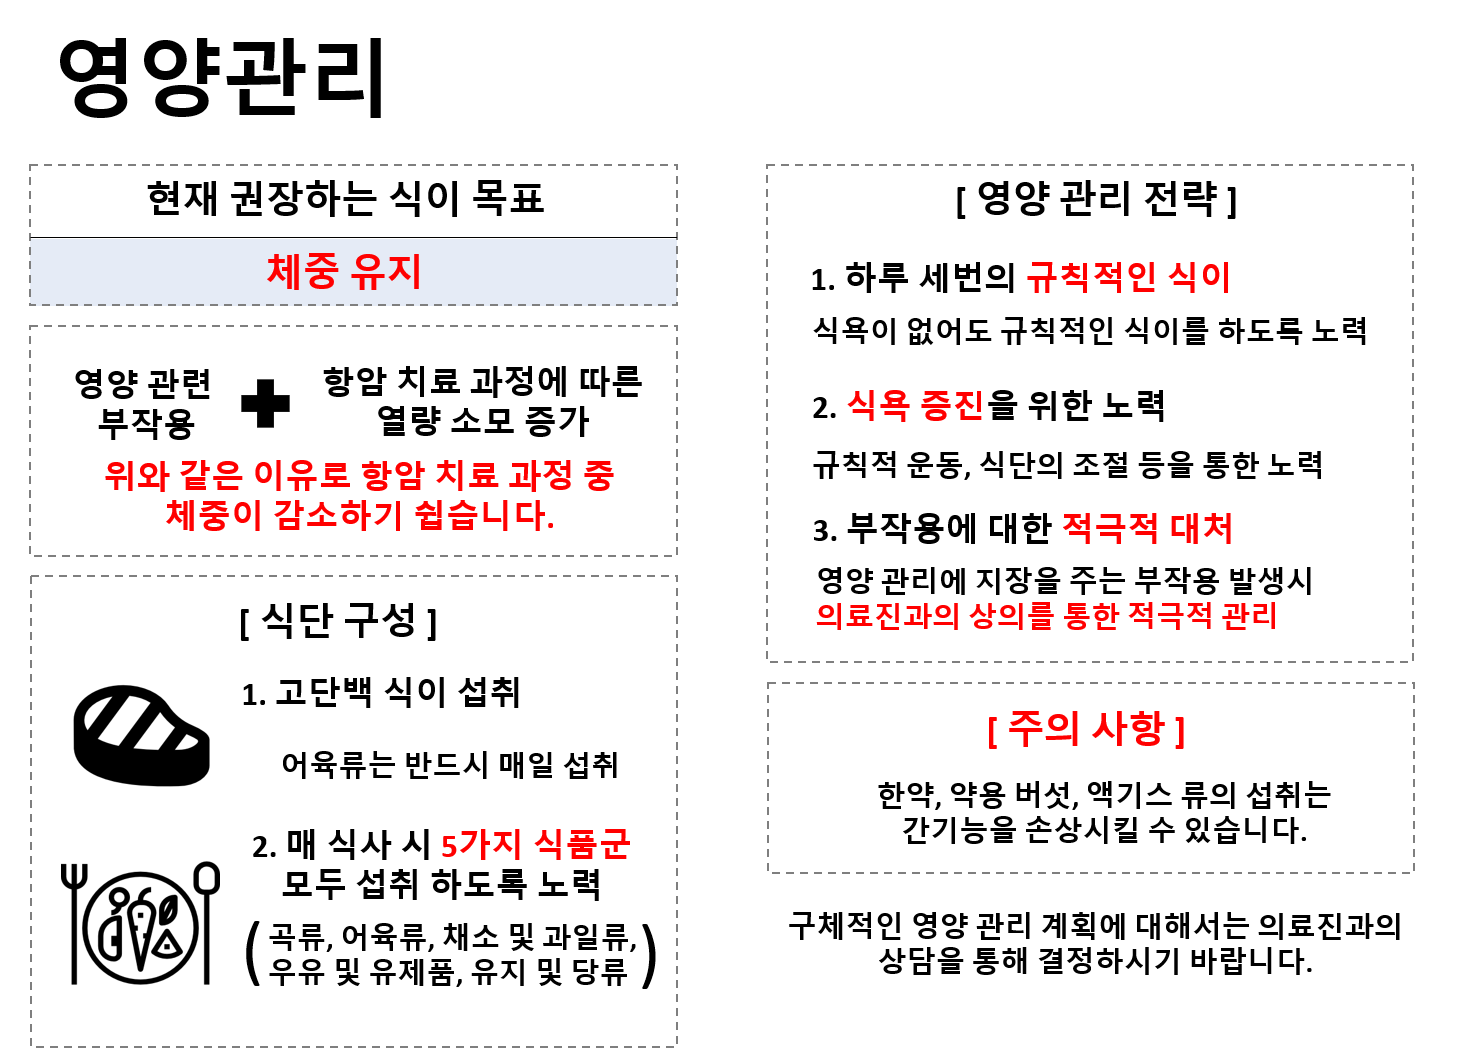 영양관리
현재 권장하는 식이 목표
체중 유지
영양 관련
부작용
항암 치료 과정에 따른
열량 소모 증가
위와 같은 이유로 항암 치료 과정 중
체중이 감소하기 쉽습니다.
[ 식단 구성 ]
1. 고단백 식이 섭취
어육류는 반드시 매일 섭취
2. 매 식사 시 5가지 식품군
모두 섭취 하도록 노력
(곡류, 어육류, 채소 및 과일류,
우유 및 유제품, 유지 및 당류)
[ 영양 관리 전략 ]
1. 하루 세번의 규칙적인 식이
식욕이 없어도 규칙적인 식이를 하도록 노력
2. 식욕 증진을 위한 노력
규칙적 운동, 식단의 조절 등을 통한 노력
3. 부작용에 대한 적극적 대처
영양 관리에 지장을 주는 부작용 발생시
의료진과의 상의를 통한 적극적 관리
[ 주의 사항 ]
한약, 약용 버섯, 액기스 류의 섭취는
간기능을 손상시킬 수 있습니다.
구체적인 영양 관리 계획에 대해서는 의료진과의
상담을 통해 결정하시기 바랍니다.